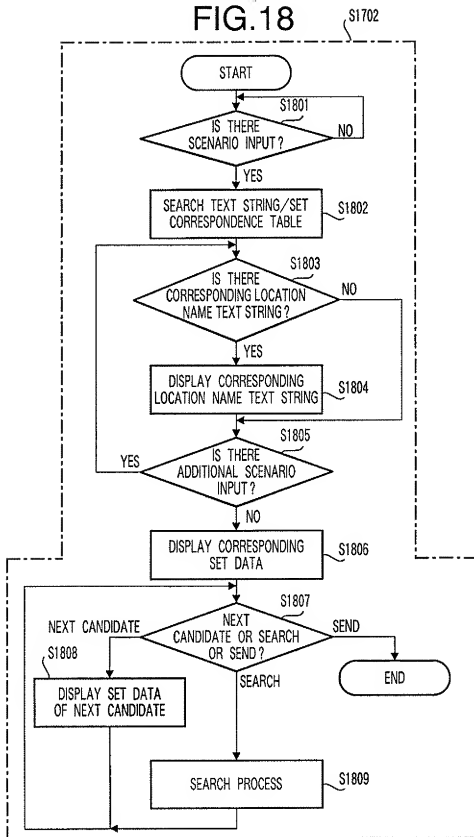 FIG.18
S1702
START
S1801
IS THERE
SCENARIO INPUT?
NO
YES
SEARCH TEXT STRING/SET
CORRESPONDENCE TABLE
S1802
S1803
IS THERE
CORRESPONDING LOCATION
NAME TEXT STRING?
NO
YES
DISPLAY CORRESPONDING
LOCATION NAME TEXT STRING
S1804
S1805
IS THERE
ADDITIONAL SCENARIO
INPUT?
YES
NO
DISPLAY CORRESPONDING
SET DATA
S1806
S1807
NEXT
CANDIDATE OR SEARCH
OR SEND?
NEXT CANDIDATE
SEND
S1808
SEARCH
END
DISPLAY SET DATA
OF NEXT CANDIDATE
SEARCH PROCESS
S1809